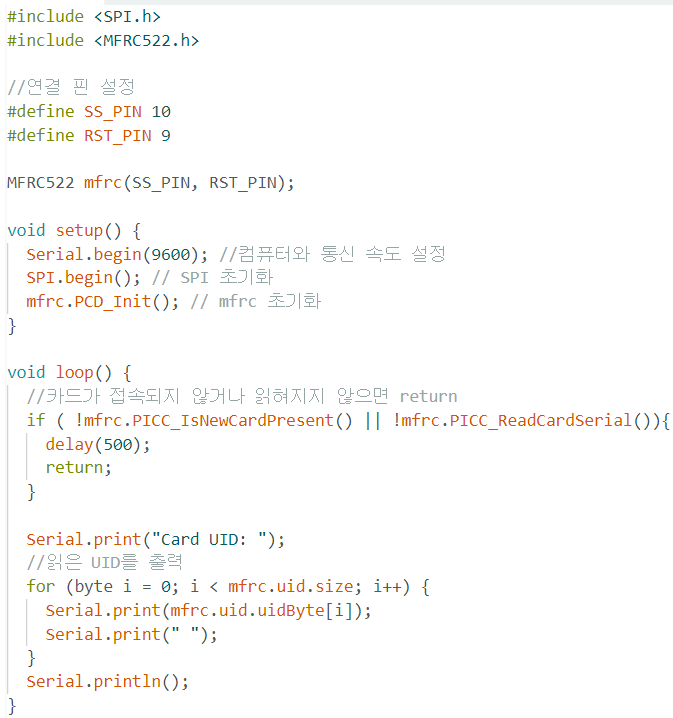 #include <SPI.h>
#include <MFRC522.h>
//연결 핀 설정
#define SS_PIN 10
#define RST_PIN 9
MFRC522 mfrc(SS_PIN, RST_PIN);
void setup() {
  Serial.begin(9600); //컴퓨터와 통신 속도 설정
  SPI.begin(); // SPI 초기화
  mfrc.PCD_Init(); // mfrc 초기화
}
void loop() {
  //카드가 접속되지 않거나 읽혀지지 않으면 return
  if ( !mfrc.PICC_IsNewCardPresent() || !mfrc.PICC_ReadCardSerial()){
    delay(500);
    return;
  }
  Serial.print("Card UID: ");
  //읽은 UID를 출력
  for (byte i = 0; i < mfrc.uid.size; i++) {
    Serial.print(mfrc.uid.uidByte[i]);
    Serial.print(" ");
  }
  Serial.println();
}